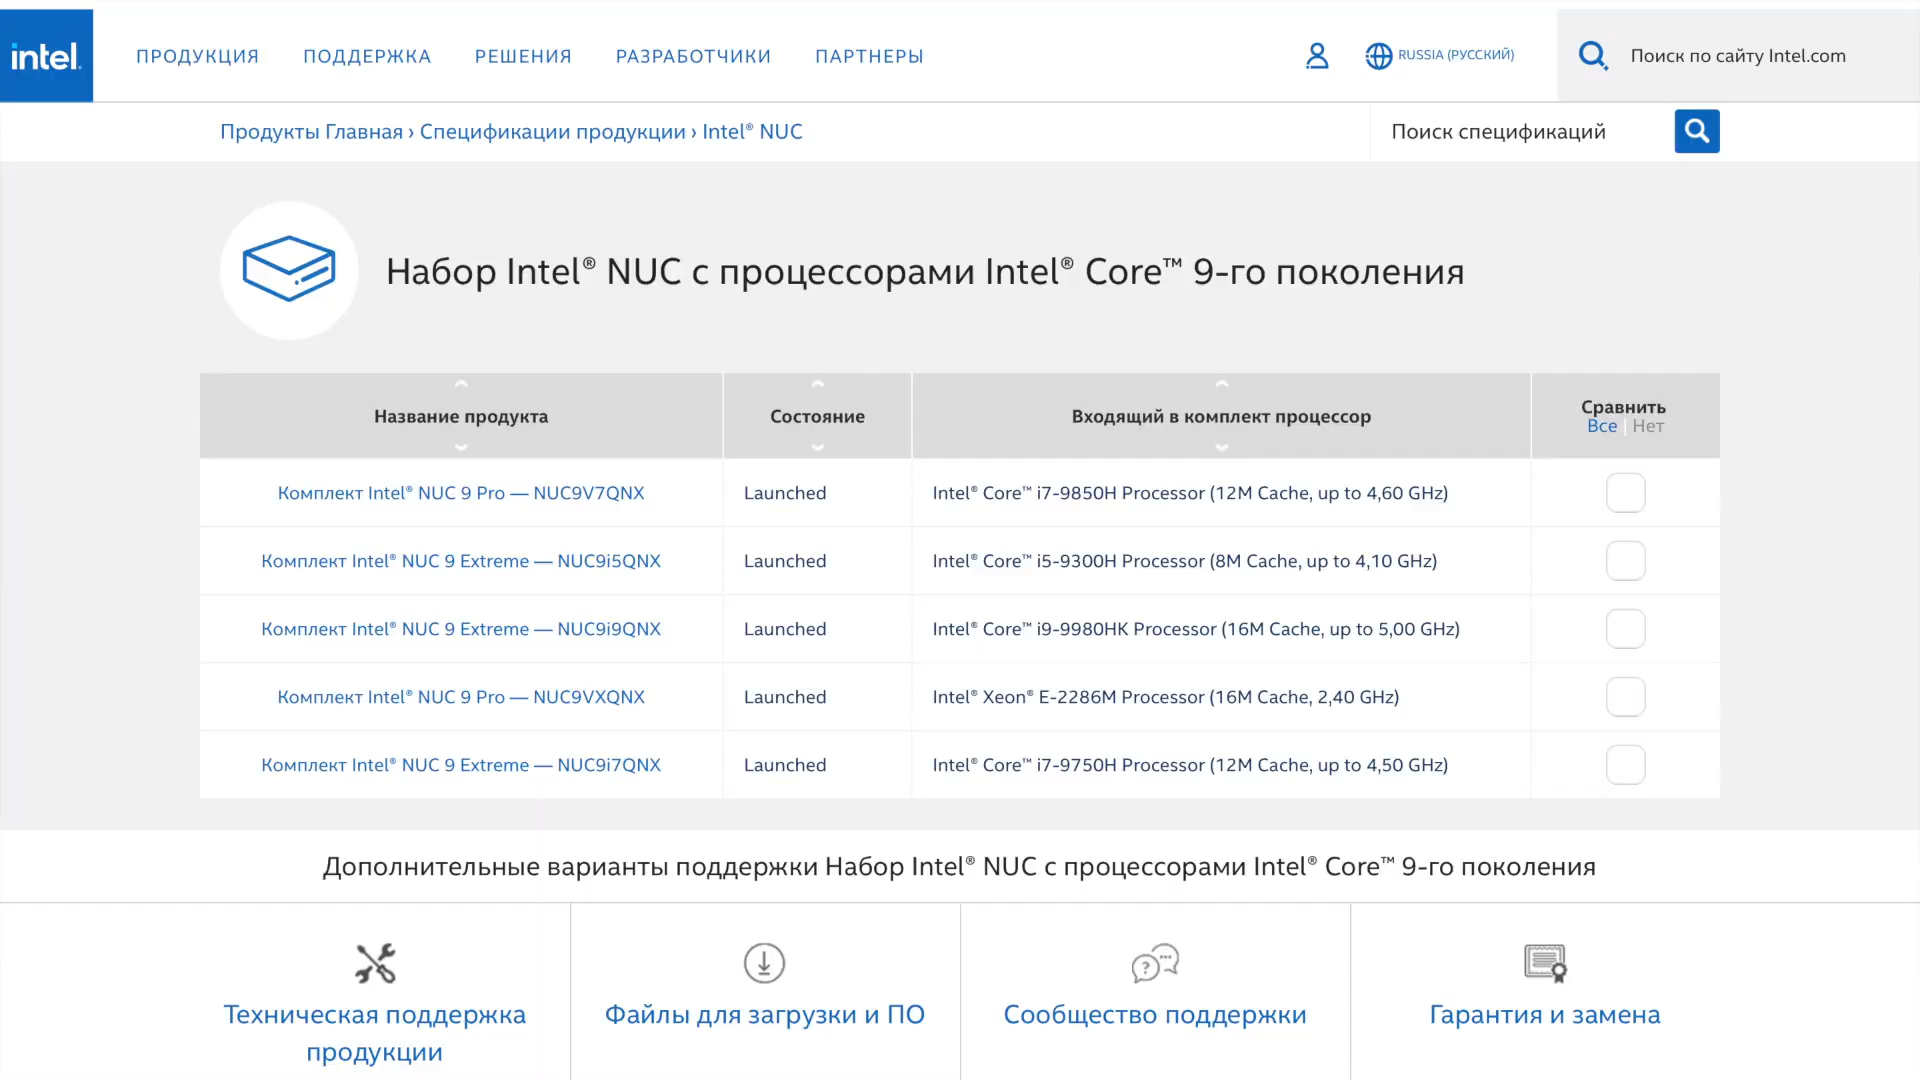 intel.
ПРОДУКЦИЯ ПОДДЕРЖКА РЕШЕНИЯ РАЗРАБОТЧИКИ ПАРТНЕРЫ RUSSIA (РУССКИЙ) Поиск по сайту Intel.com
Продукты Главная › Спецификации продукции › Intel® NUC Поиск спецификаций
Набор Intel® NUC с процессорами Intel® Core™ 9-го поколения
Название продукта Состояние Входящий в комплект процессор Сравнить
Все | Нет
Комплект Intel® NUC 9 Pro — NUC9V7QNX Launched Intel® Core™ i7-9850H Processor (12M Cache, up to 4,60 GHz)
Комплект Intel® NUC 9 Extreme — NUC9i5QNX Launched Intel® Core™ i5-9300H Processor (8M Cache, up to 4,10 GHz)
Комплект Intel® NUC 9 Extreme — NUC9i9QNX Launched Intel® Core™ i9-9980HK Processor (16M Cache, up to 5,00 GHz)
Комплект Intel® NUC 9 Pro — NUC9VXQNX Launched Intel® Xeon® E-2286M Processor (16M Cache, 2,40 GHz)
Комплект Intel® NUC 9 Extreme — NUC9i7QNX Launched Intel® Core™ i7-9750H Processor (12M Cache, up to 4,50 GHz)
Дополнительные варианты поддержки Набор Intel® NUC с процессорами Intel® Core™ 9-го поколения
Техническая поддержка продукции
Файлы для загрузки и ПО
Сообщество поддержки
Гарантия и замена